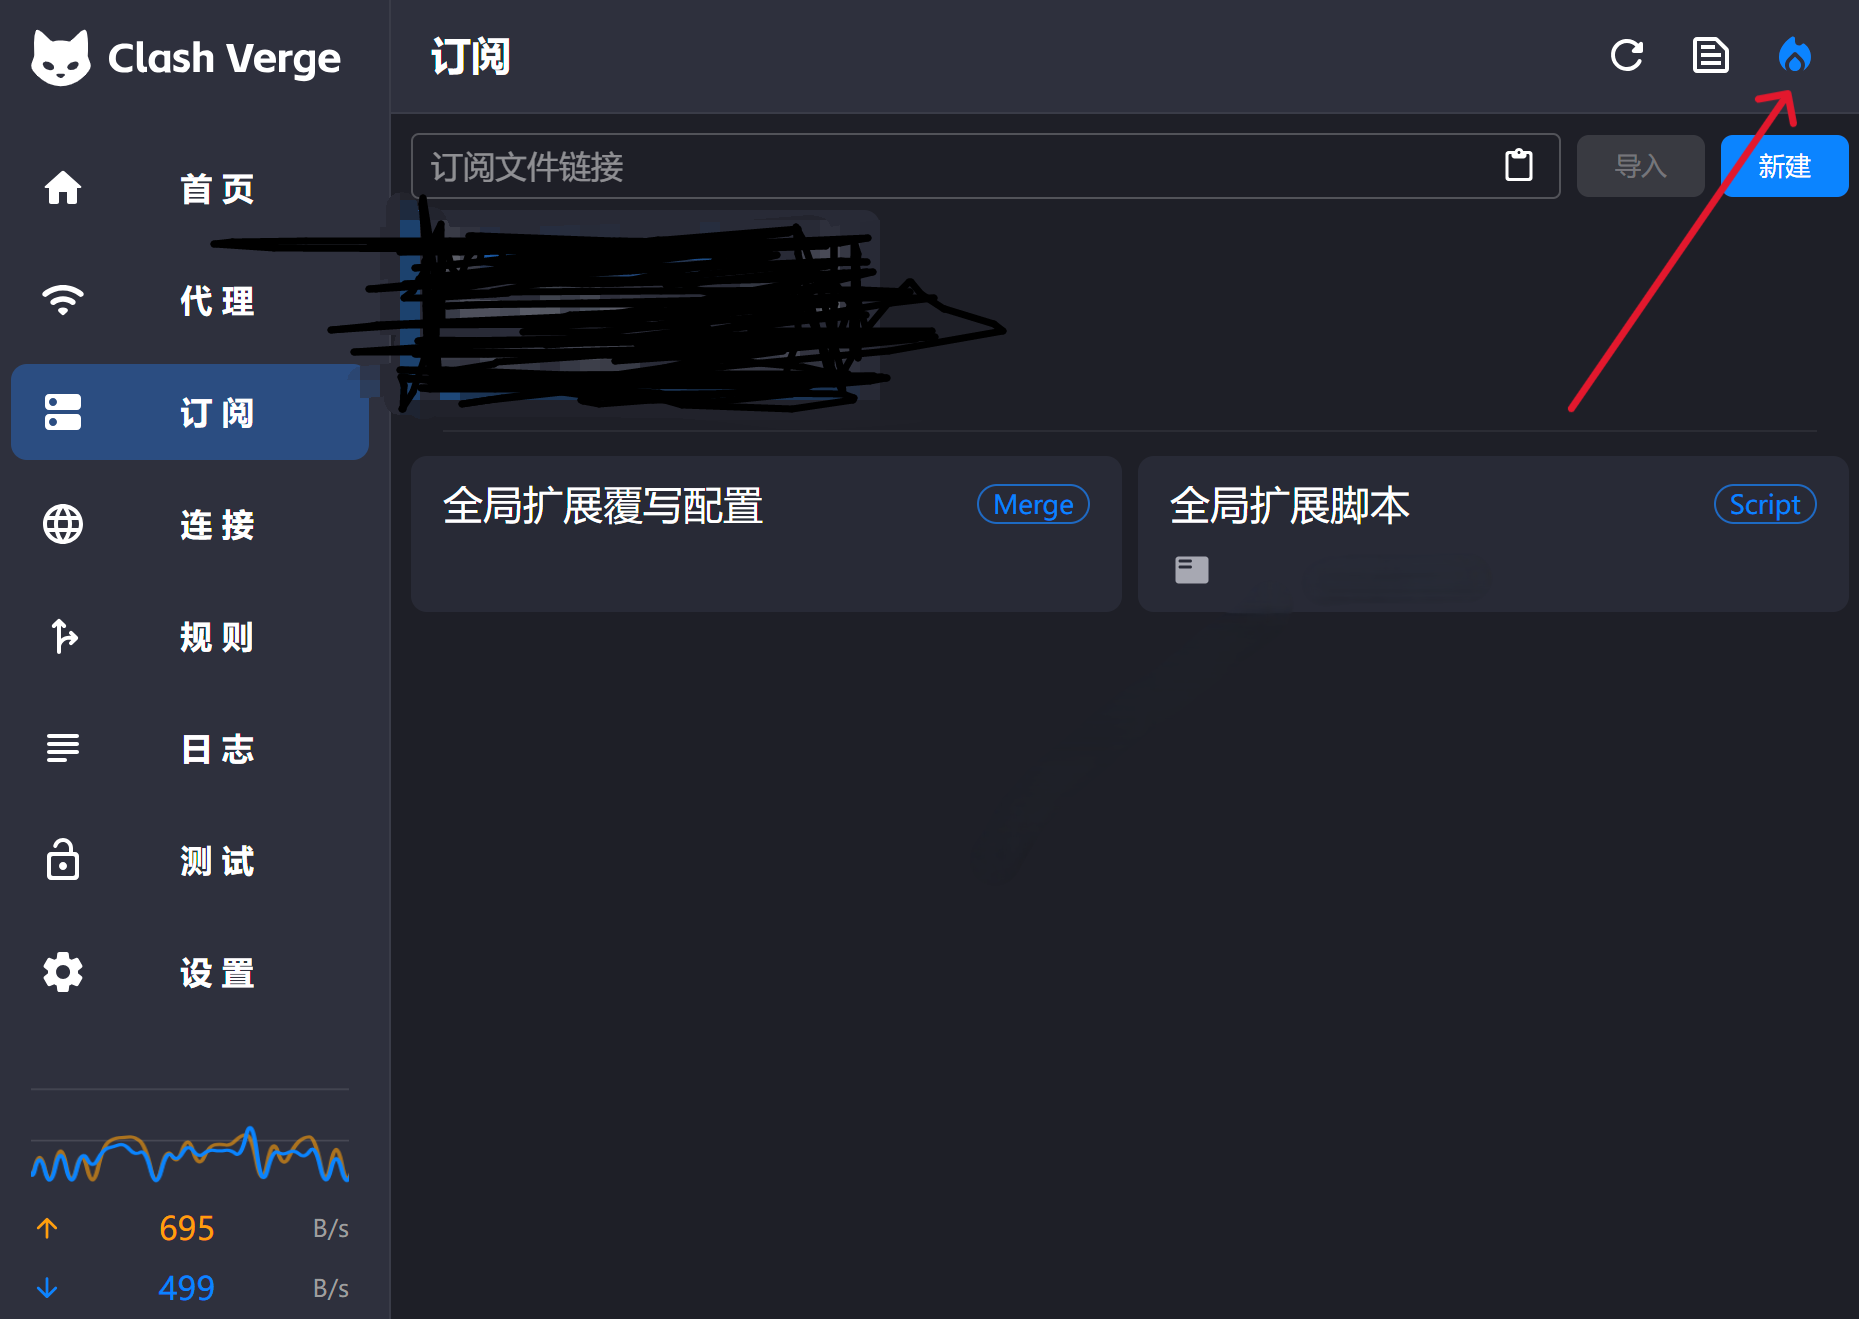 Clash Verge
首 页
代 理
订 阅
连 接
规 则
日 志
测 试
设 置
695 B/s
499 B/s
订阅
订阅文件链接
导入
新建
全局扩展覆写配置
Merge
全局扩展脚本
Script